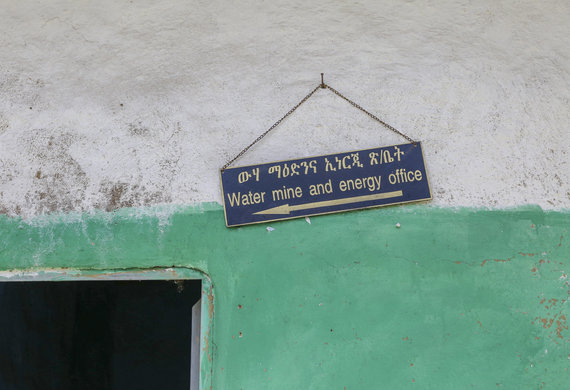 ውሃ ማዕድንና ኢነርጂ ጽ/ቤት
Water mine and energy office